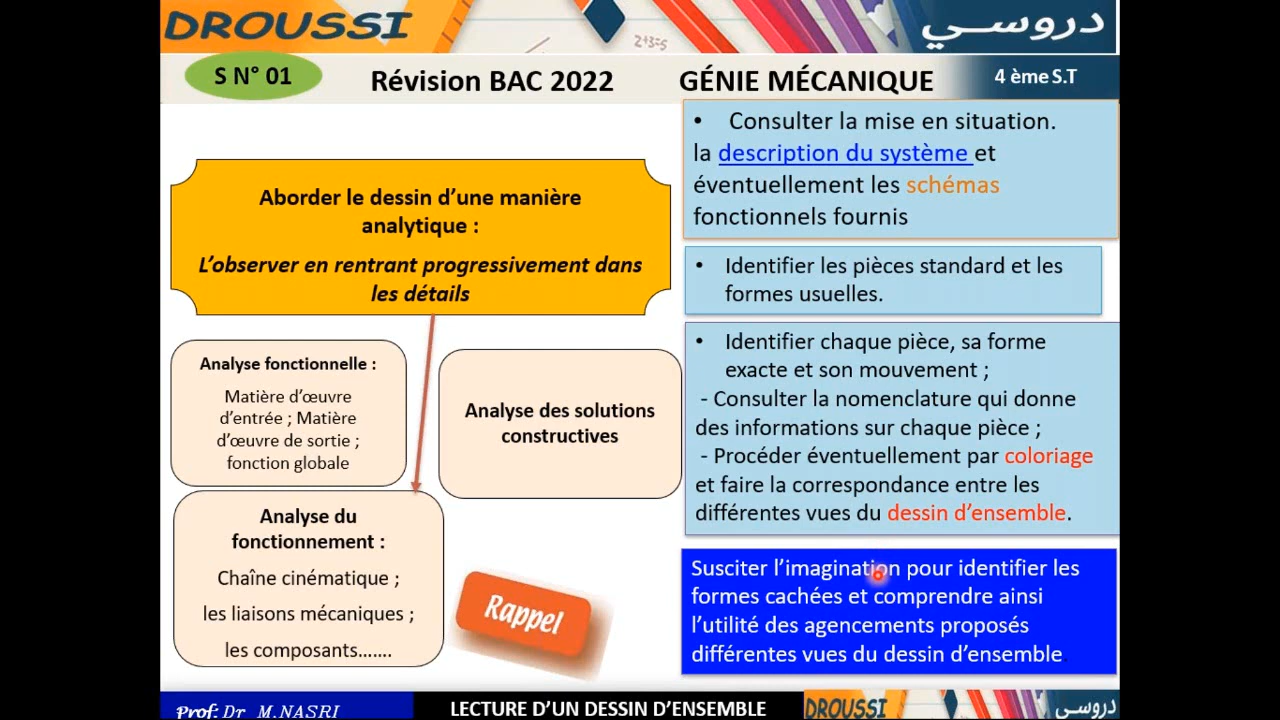 DROUSSI
2+3=5
دروسي
S N° 01
Révision BAC 2022
GÉNIE MÉCANIQUE
4 ème S.T
Aborder le dessin d’une manière
analytique :
L’observer en rentrant progressivement dans
les détails
Analyse fonctionnelle :
Matière d’œuvre
d’entrée ; Matière
d’œuvre de sortie ;
fonction globale
Analyse des solutions
constructives
Analyse du
fonctionnement :
Chaîne cinématique ;
les liaisons mécaniques ;
les composants…….
Rappel
• Consulter la mise en situation.
la description du système et
éventuellement les schémas
fonctionnels fournis
• Identifier les pièces standard et les
formes usuelles.
• Identifier chaque pièce, sa forme
exacte et son mouvement ;
- Consulter la nomenclature qui donne
des informations sur chaque pièce ;
- Procéder éventuellement par coloriage
et faire la correspondance entre les
différentes vues du dessin d’ensemble.
Susciter l’imagination pour identifier les
formes cachées et comprendre ainsi
l’utilité des agencements proposés
différentes vues du dessin d’ensemble.
Prof: Dr M.NASRI
LECTURE D’UN DESSIN D’ENSEMBLE
DROUSSI
دروسي